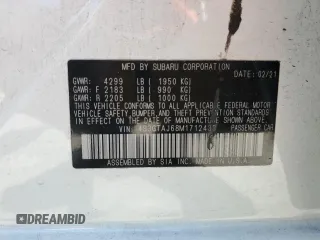 MFD. BY SUBARU CORPORATION
02/21
GVWR: 4299 LB ( 1950 KG)
GAWR: F 2183 LB ( 990 KG)
GAWR: R 2205 LB ( 1000 KG)
THIS VEHICLE CONFORMS TO ALL APPLICABLE
FEDERAL MOTOR VEHICLE
SAFETY, BUMPER, AND THEFT PREVENTION STANDARDS
IN EFFECT ON THE DATE OF MANUFACTURE SHOWN ABOVE.
VIN:
PASSENGER CAR
ASSEMBLED BY SIA INC. MADE IN U.S.A.